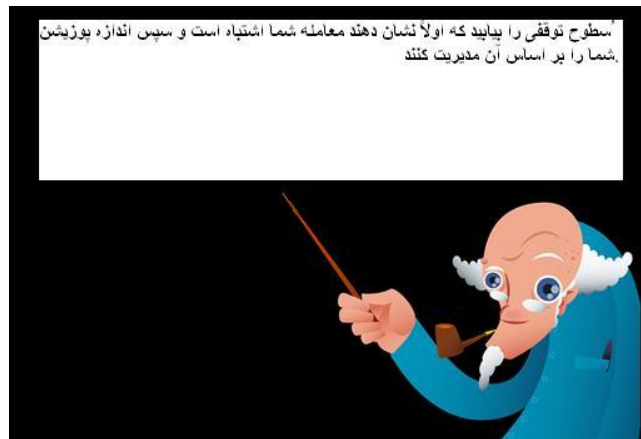 "سطوح توقفی را بیابید که اولاً نشان دهند معامله شما اشتباه است و سپس اندازه پوزیشن
شما را بر اساس آن مدیریت کنند.